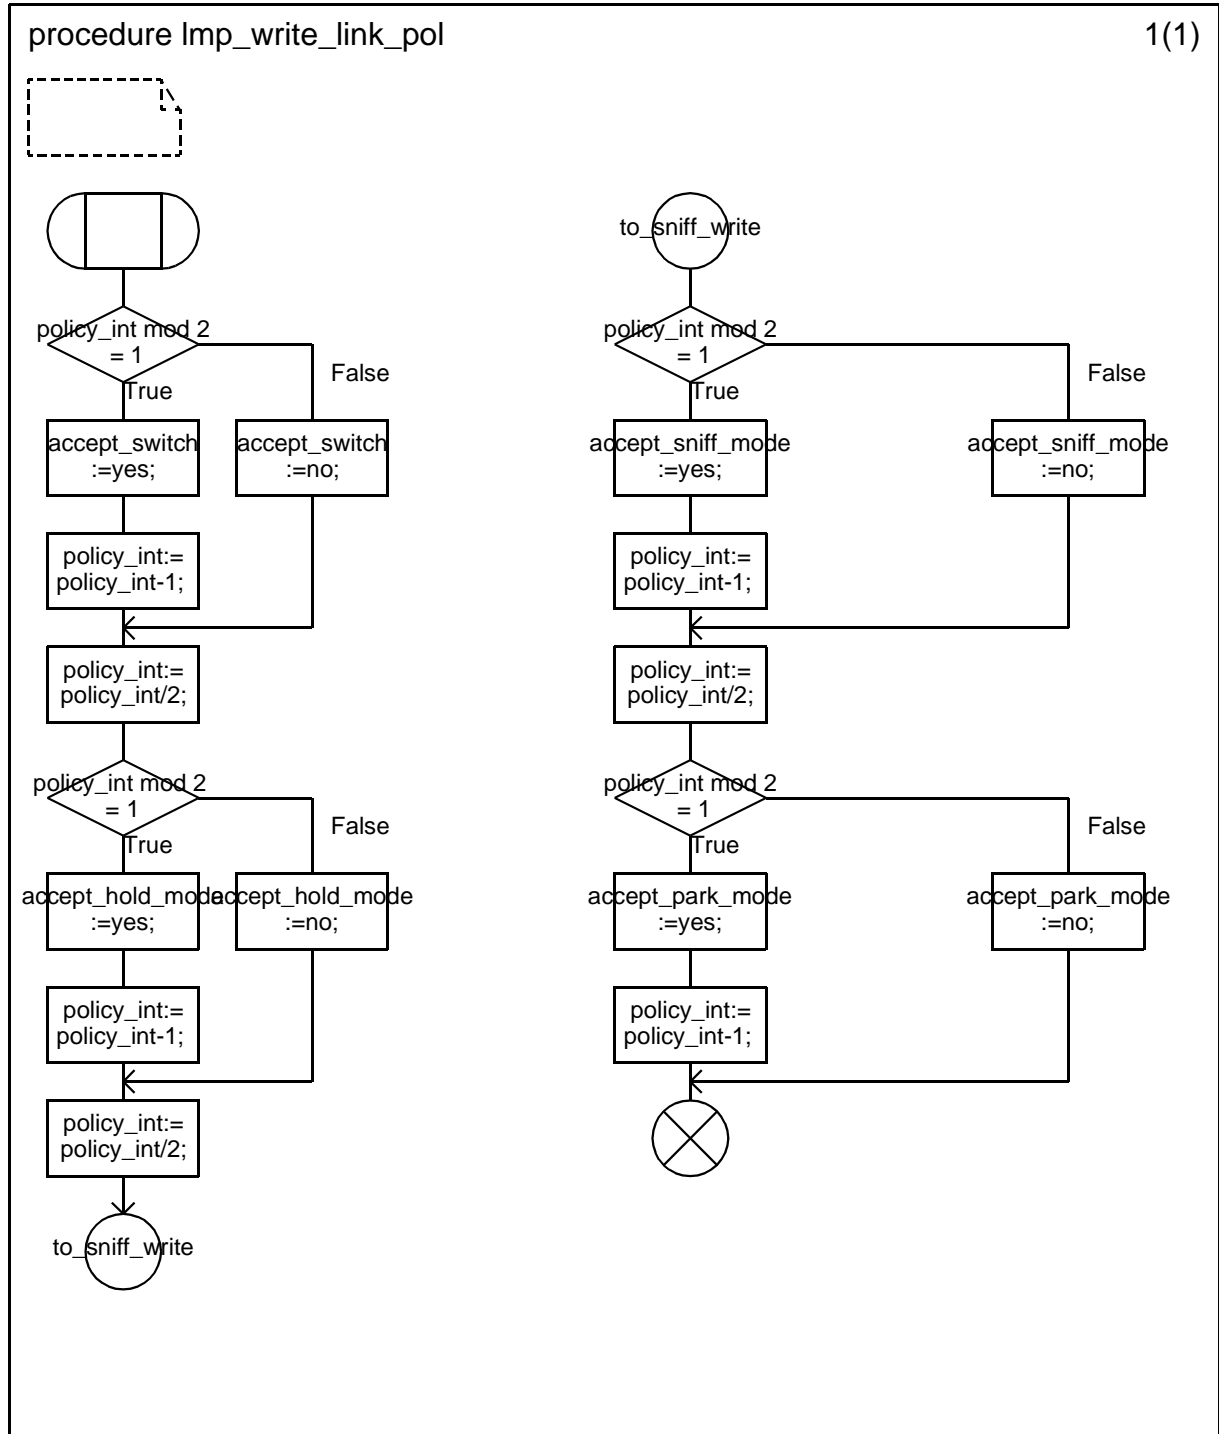 procedure lmp_write_link_pol
1(1)
policy_int mod 2
= 1
False
True
accept_switch
:=yes;
accept_switch
:=no;
policy_int:=
policy_int-1;
policy_int:=
policy_int/2;
policy_int mod 2
= 1
False
True
accept_hold_mode
:=yes;
accept_hold_mode
:=no;
policy_int:=
policy_int-1;
policy_int:=
policy_int/2;
to_sniff_write
to_sniff_write
policy_int mod 2
= 1
False
True
accept_sniff_mode
:=yes;
accept_sniff_mode
:=no;
policy_int:=
policy_int-1;
policy_int:=
policy_int/2;
policy_int mod 2
= 1
False
True
accept_park_mode
:=yes;
accept_park_mode
:=no;
policy_int:=
policy_int-1;